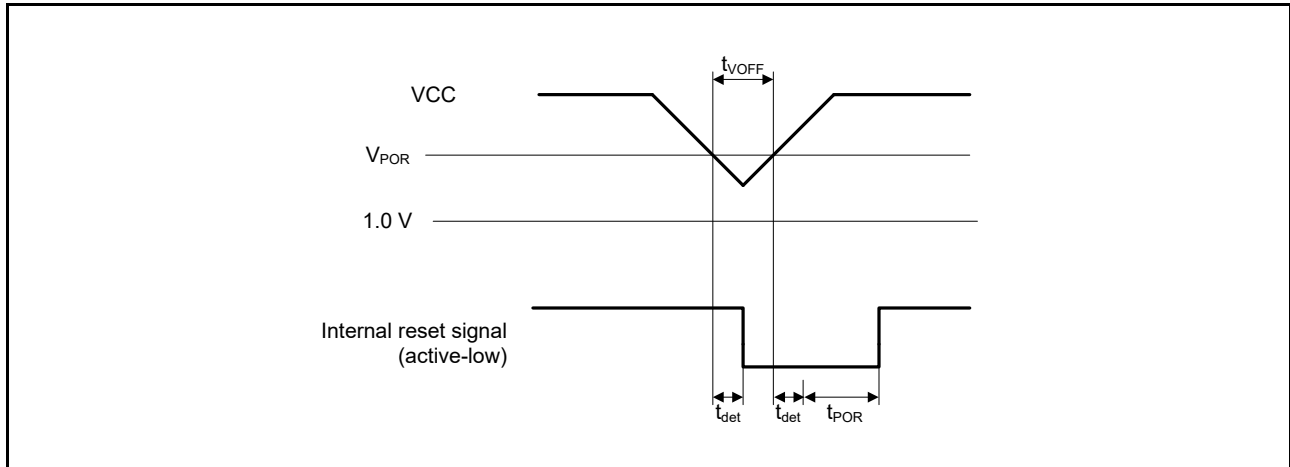 tVOFF
VCC
VPOR
1.0 V
Internal reset signal
(active-low)
tdet
tdet
tPOR